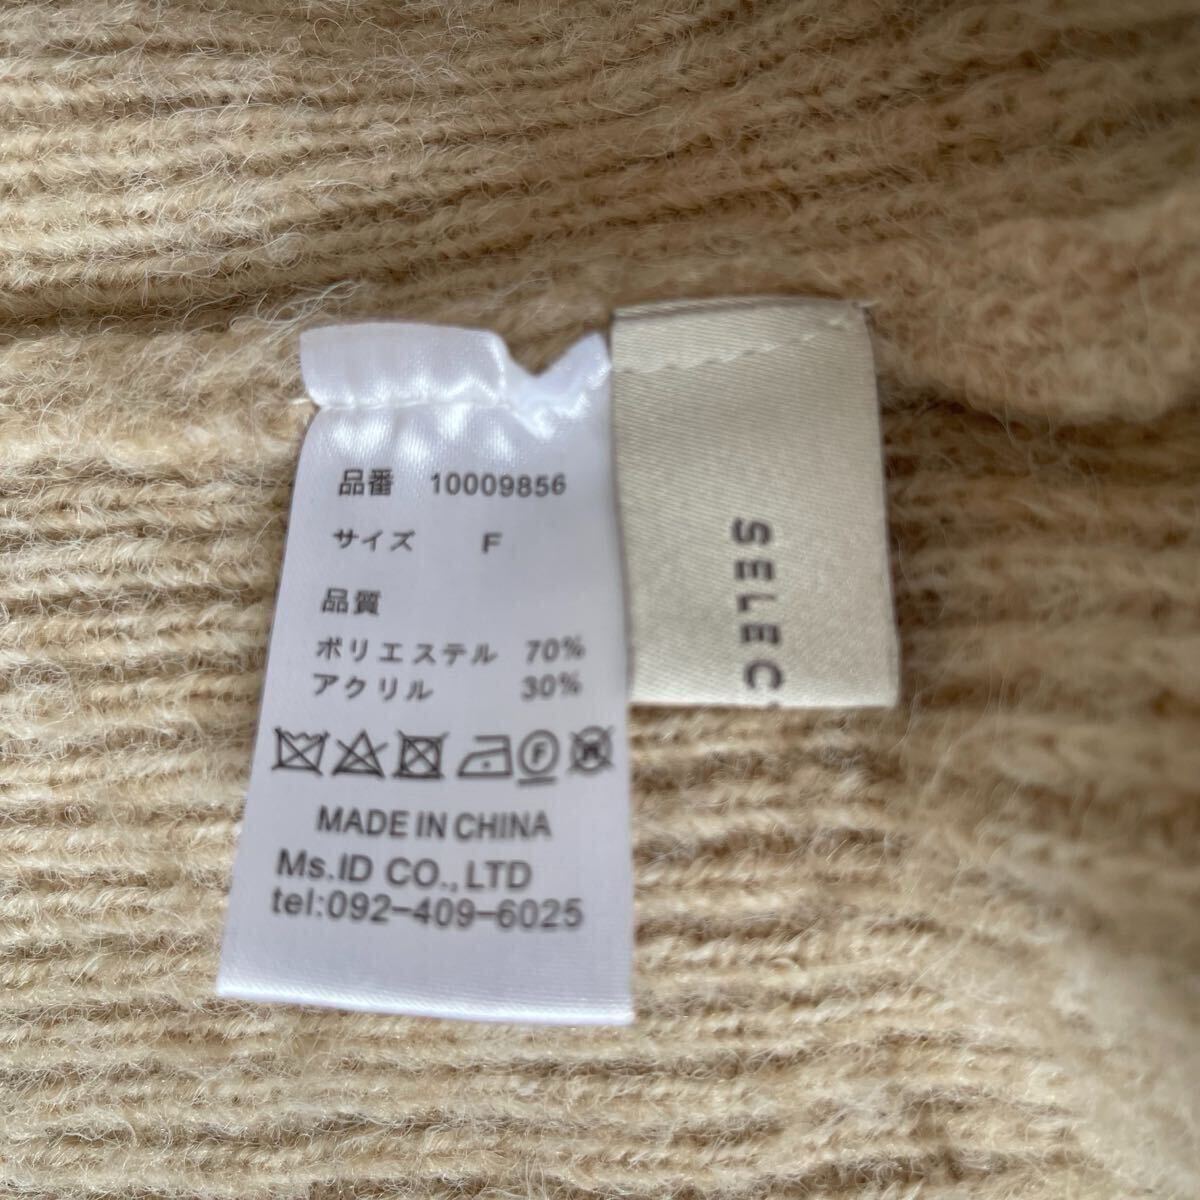 品番 10009856
サイズ F
品質
ポリエステル 70%
アクリル 30%
F
MADE IN CHINA
Ms.ID CO.,LTD
tel:092-409-6025
SELEC